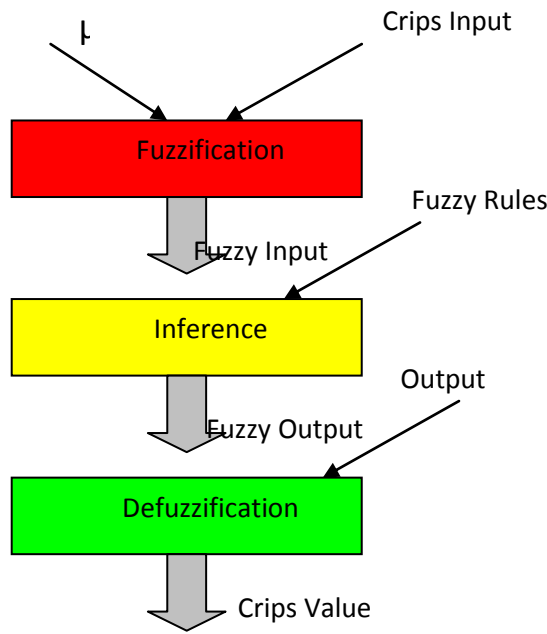 μ
Crips Input
Fuzzification
Fuzzy Rules
Fuzzy Input
Inference
Output
Fuzzy Output
Defuzzification
Crips Value